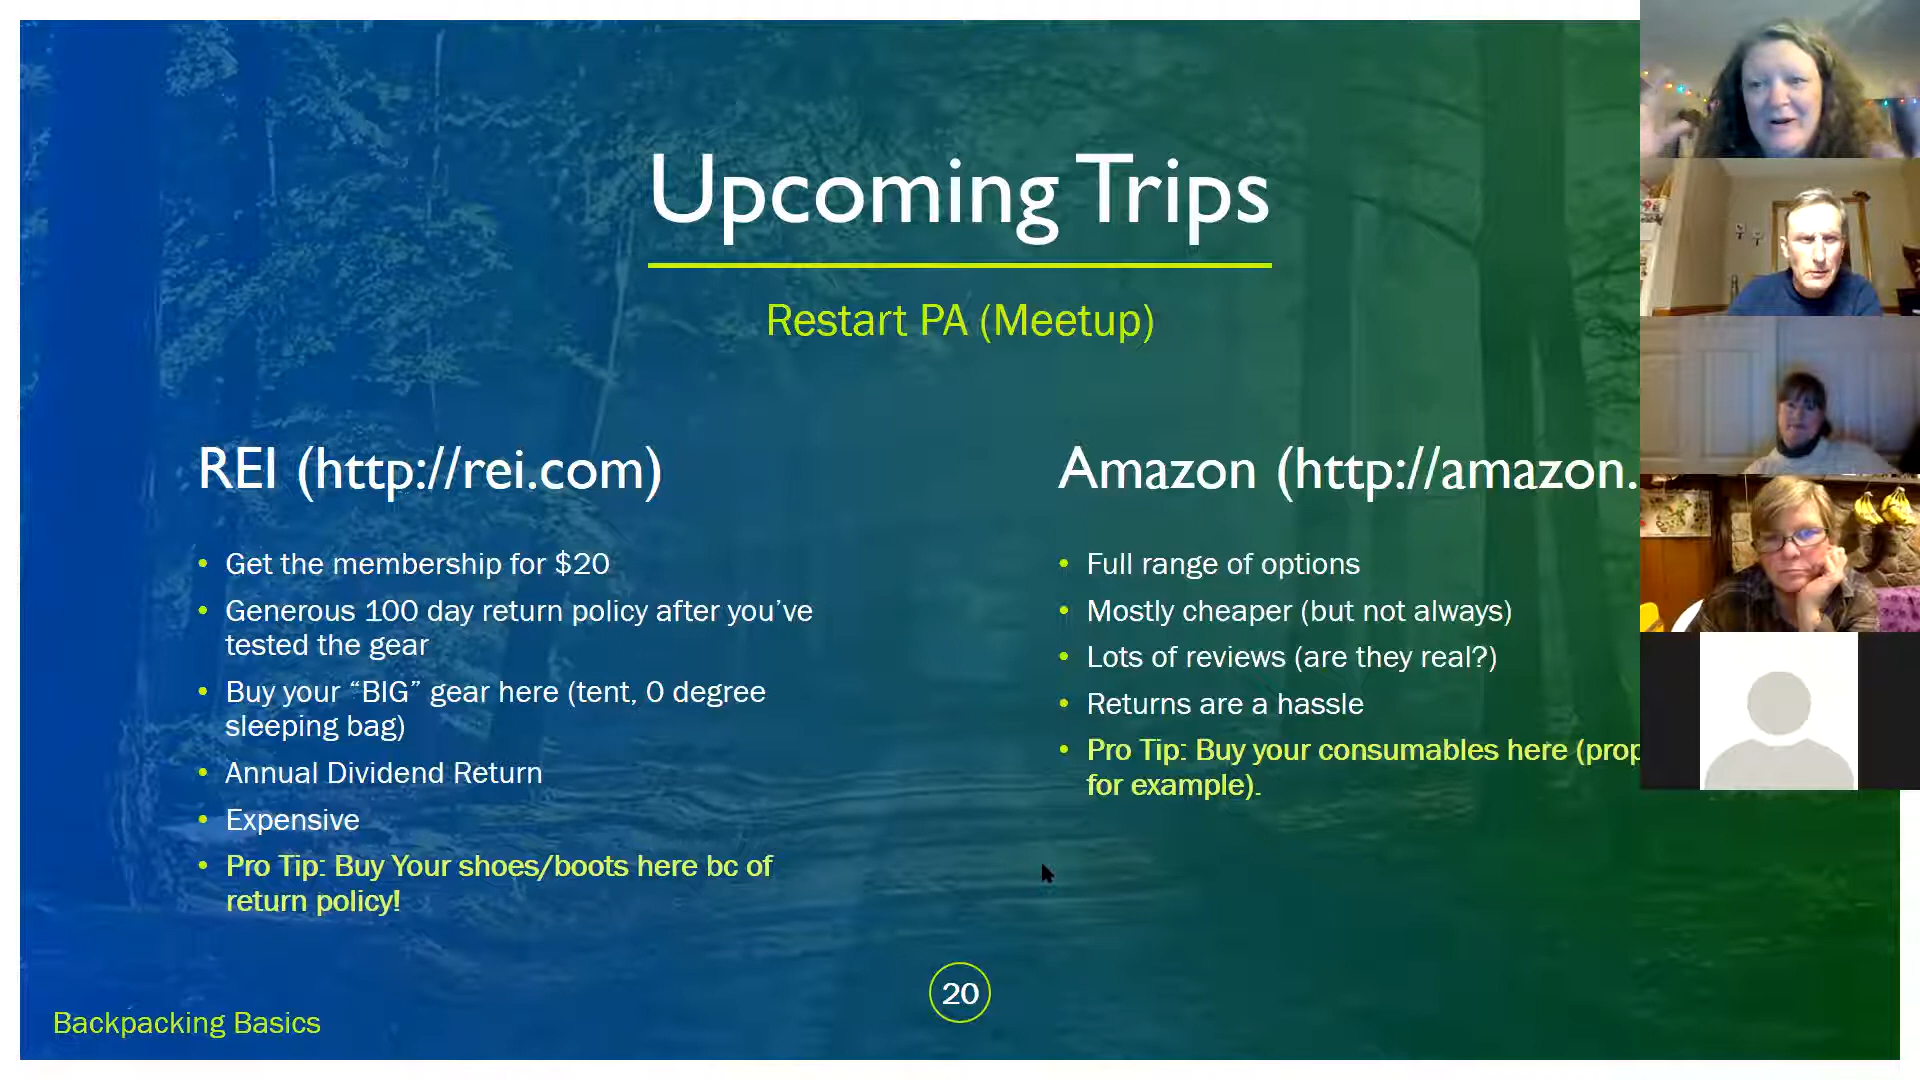 Upcoming Trips
Restart PA (Meetup)
REI (http://rei.com)
• Get the membership for $20
• Generous 100 day return policy after you’ve
tested the gear
• Buy your “BIG” gear here (tent, 0 degree
sleeping bag)
• Annual Dividend Return
• Expensive
• Pro Tip: Buy Your shoes/boots here bc of
return policy!
Amazon (http://amazon.
• Full range of options
• Mostly cheaper (but not always)
• Lots of reviews (are they real?)
• Returns are a hassle
• Pro Tip: Buy your consumables here (prop
for example).
20
Backpacking Basics